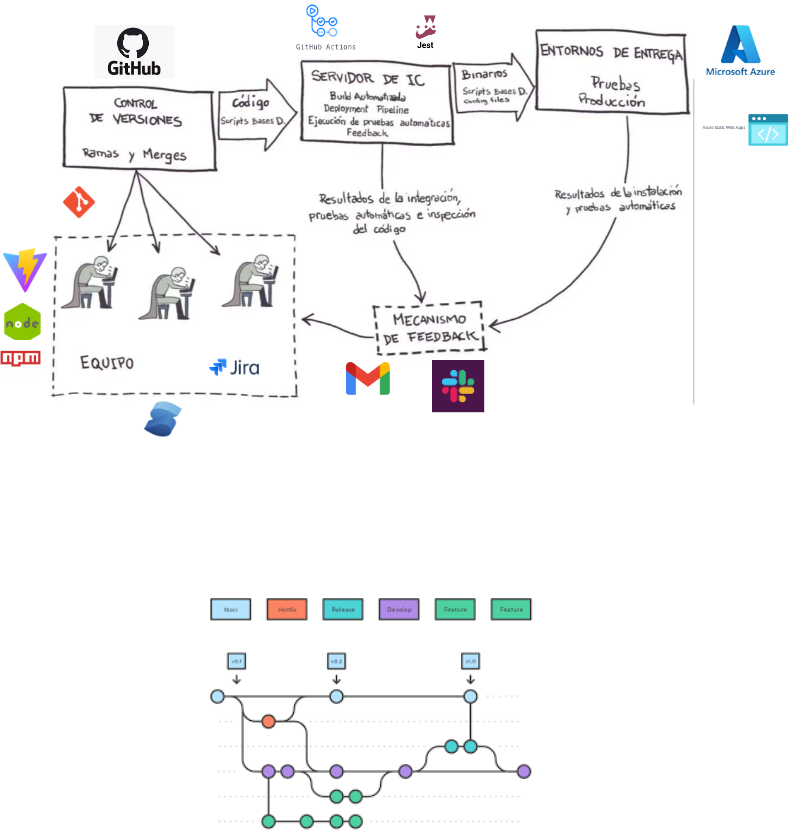 GitHub
GitHub Actions
Jest
Microsoft Azure
Azure Static Web Apps
CONTROL
DE VERSIONES
Ramas y Merges
Código
Scripts Bases D.
SERVIDOR DE IC
Build Automatizada
Deployment Pipeline
Ejecución de pruebas automáticas
Feedback
Binarios
Scripts Bases D.
Config Files
ENTORNOS DE ENTREGA
Pruebas
Producción
Resultados de la integración,
pruebas automáticas e inspección
del código
Resultados de la instalación
y pruebas automáticas
MECANISMO
DE FEEDBACK
node
npm
EQUIPO
Jira
Main
Hotfix
Release
Develop
Feature
Feature
v0.1
v0.2
v1.0